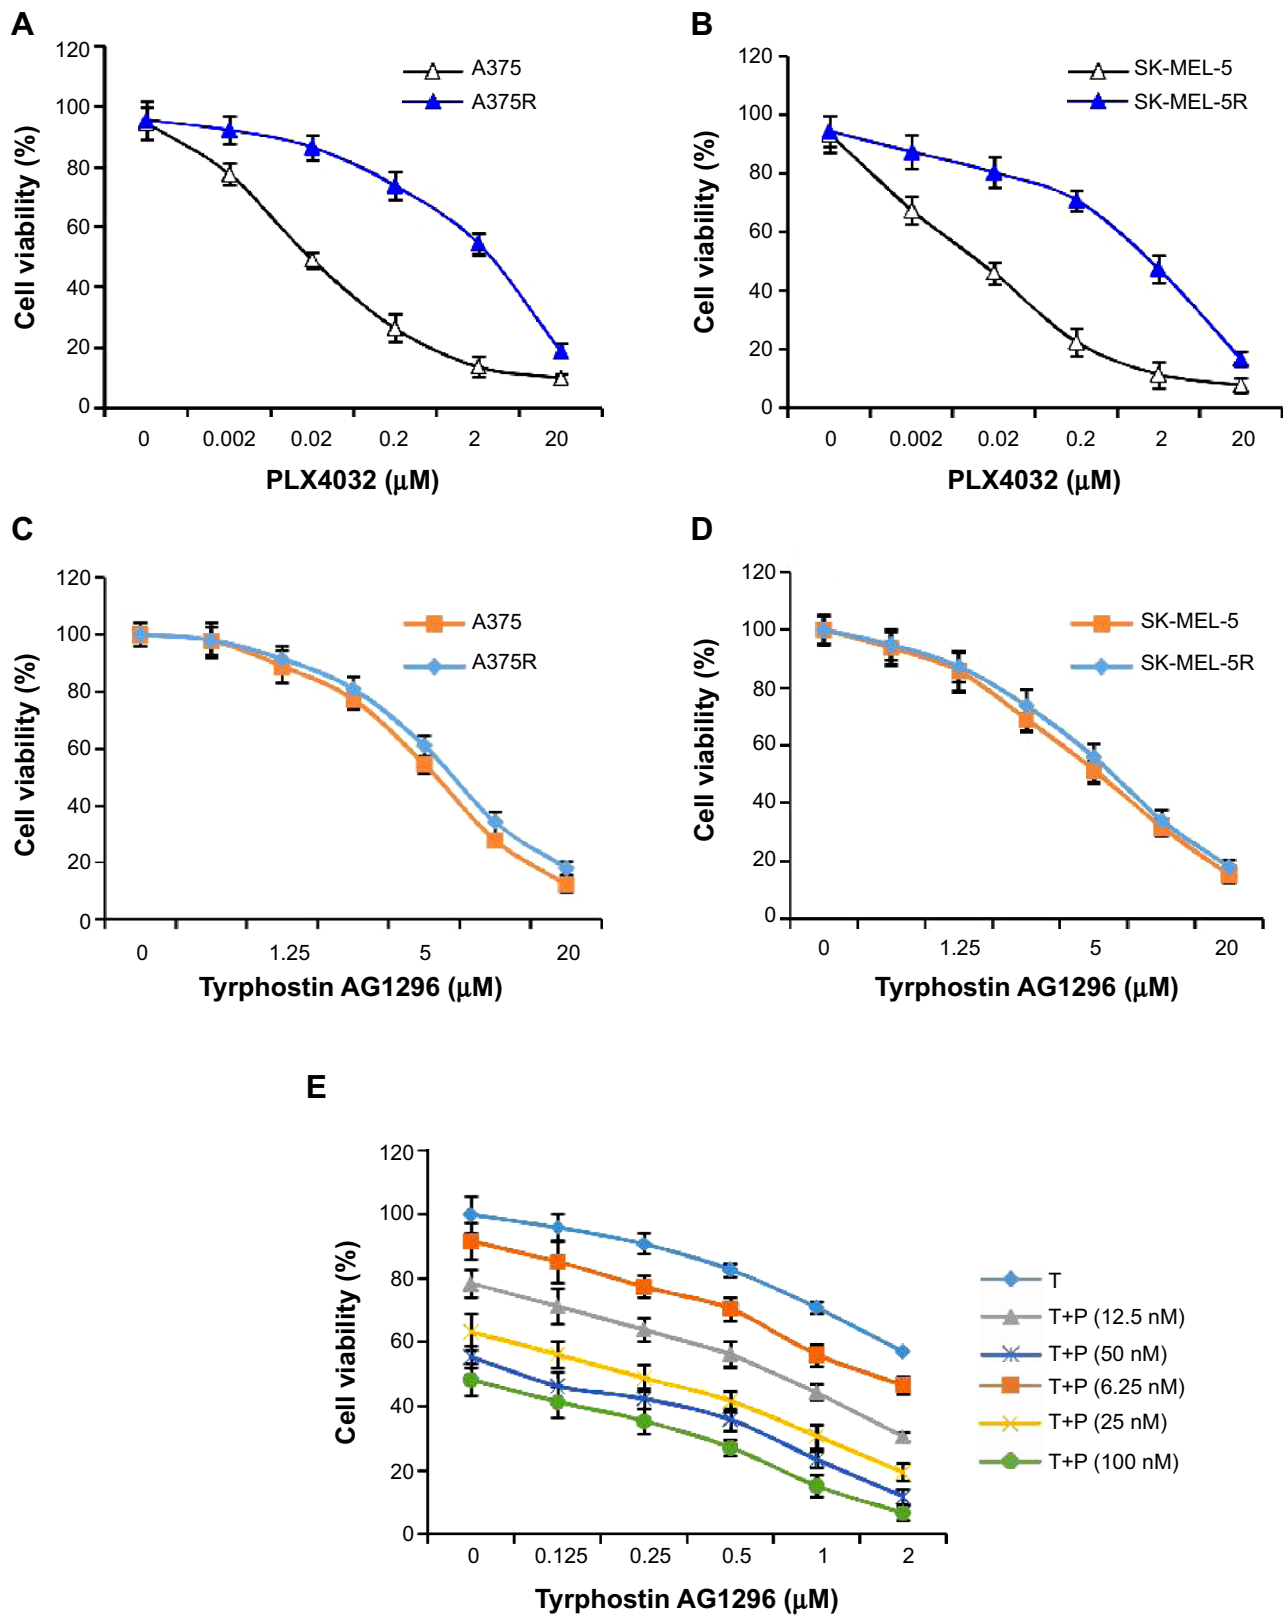 A
120
100
80
60
40
20
0
Cell viability (%)
A375
A375R
0 0.002 0.02 0.2 2 20
PLX4032 (μM)
B
120
100
80
60
40
20
0
Cell viability (%)
SK-MEL-5
SK-MEL-5R
0 0.002 0.02 0.2 2 20
PLX4032 (μM)
C
120
100
80
60
40
20
0
Cell viability (%)
A375
A375R
0 1.25 5 20
Tyrphostin AG1296 (μM)
D
120
100
80
60
40
20
0
Cell viability (%)
SK-MEL-5
SK-MEL-5R
0 1.25 5 20
Tyrphostin AG1296 (μM)
E
120
100
80
60
40
20
0
Cell viability (%)
T
T+P (12.5 nM)
T+P (50 nM)
T+P (6.25 nM)
T+P (25 nM)
T+P (100 nM)
0 0.125 0.25 0.5 1 2
Tyrphostin AG1296 (μM)